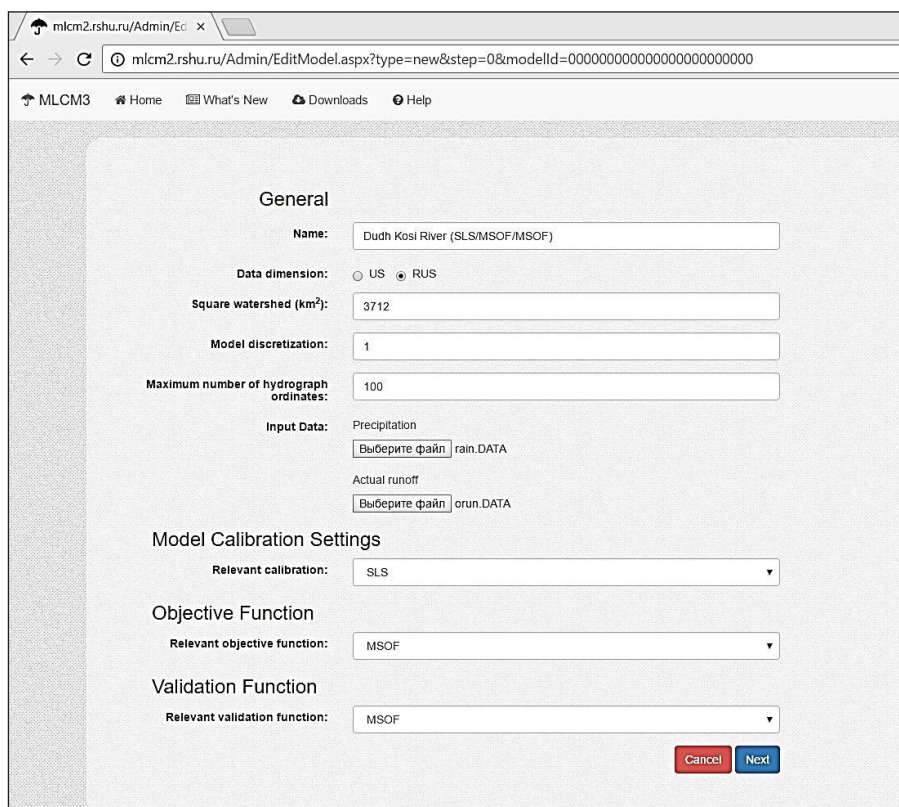 mlcm2.rshu.ru/Admin/Ed
mlcm2.rshu.ru/Admin/EditModel.aspx?type=new&step=0&modelId=000000000000000000000000
MLCM3 Home What's New Downloads Help
General
Name: Dudh Kosi River (SLS/MSOF/MSOF)
Data dimension: US RUS
Square watershed (km²): 3712
Model discretization: 1
Maximum number of hydrograph
ordinates: 100
Input Data: Precipitation
Выберите файл rain.DATA
Actual runoff
Выберите файл orun.DATA
Model Calibration Settings
Relevant calibration: SLS
Objective Function
Relevant objective function: MSOF
Validation Function
Relevant validation function: MSOF
Cancel Next